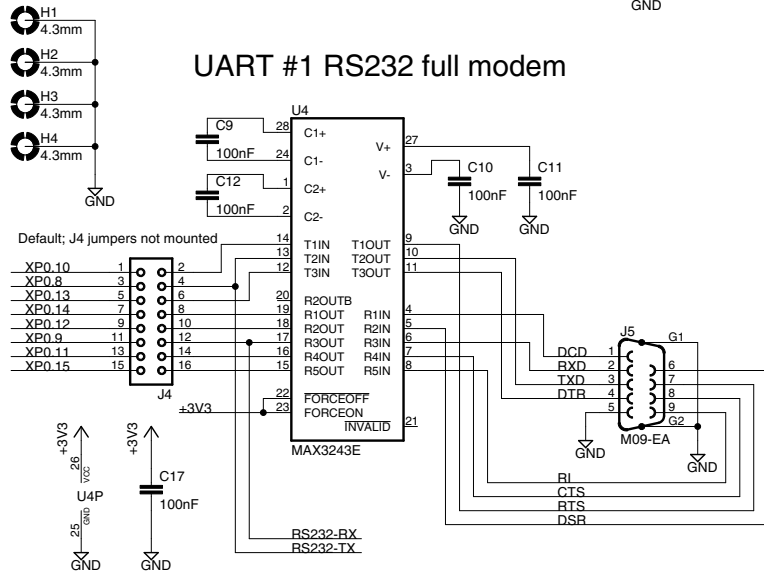 GND
H1
4.3mm
H2
4.3mm
H3
4.3mm
H4
4.3mm
GND
UART #1 RS232 full modem
U4
C9
100nF
C12
100nF
28 C1+
24 C1-
1 C2+
2 C2-
V+ 27
V- 3
C10
100nF
GND
C11
100nF
GND
Default; J4 jumpers not mounted
14 T1IN T1OUT 9
13 T2IN T2OUT 10
12 T3IN T3OUT 11
20 R2OUTB
19 R1OUT R1IN 4
18 R2OUT R2IN 5
17 R3OUT R3IN 6
16 R4OUT R4IN 7
15 R5OUT R5IN 8
22 FORCEOFF
23 FORCEON
INVALID 21
MAX3243E
XP0.10 1 2
XP0.8 3 4
XP0.13 5 6
XP0.14 7 8
XP0.12 9 10
XP0.9 11 12
XP0.11 13 14
XP0.15 15 16
J4
+3V3
J5
G1
DCD 1
RXD 2
TXD 3
DTR 4
5
6
7
8
9
G2
M09-EA
GND
GND
RI
CTS
RTS
DSR
+3V3
26
VCC
U4P
GND
25
GND
+3V3
C17
100nF
GND
RS232-RX
RS232-TX